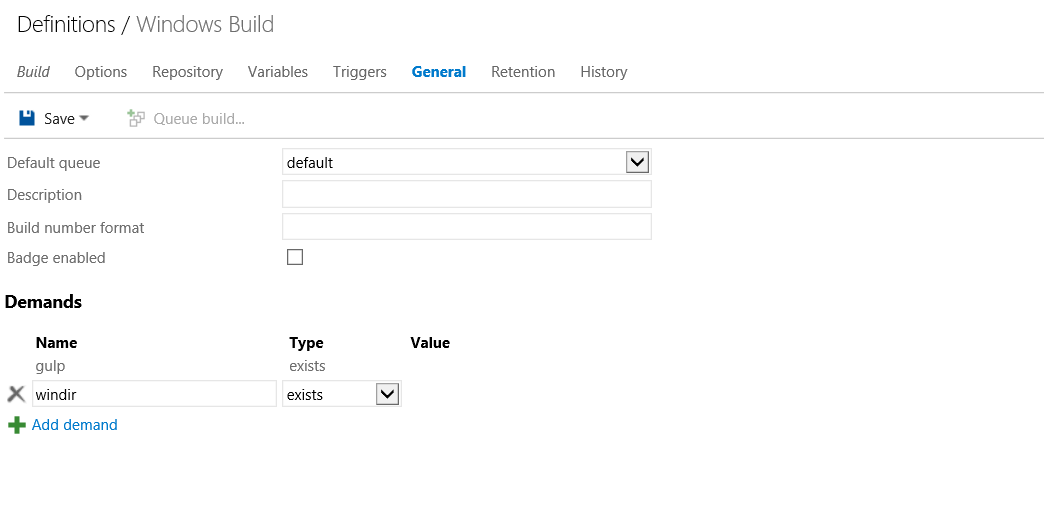 Definitions / Windows Build
Build Options Repository Variables Triggers General Retention History
Save Queue build...
Default queue default
Description
Build number format
Badge enabled
Demands
Name Type Value
gulp exists
windir exists
Add demand